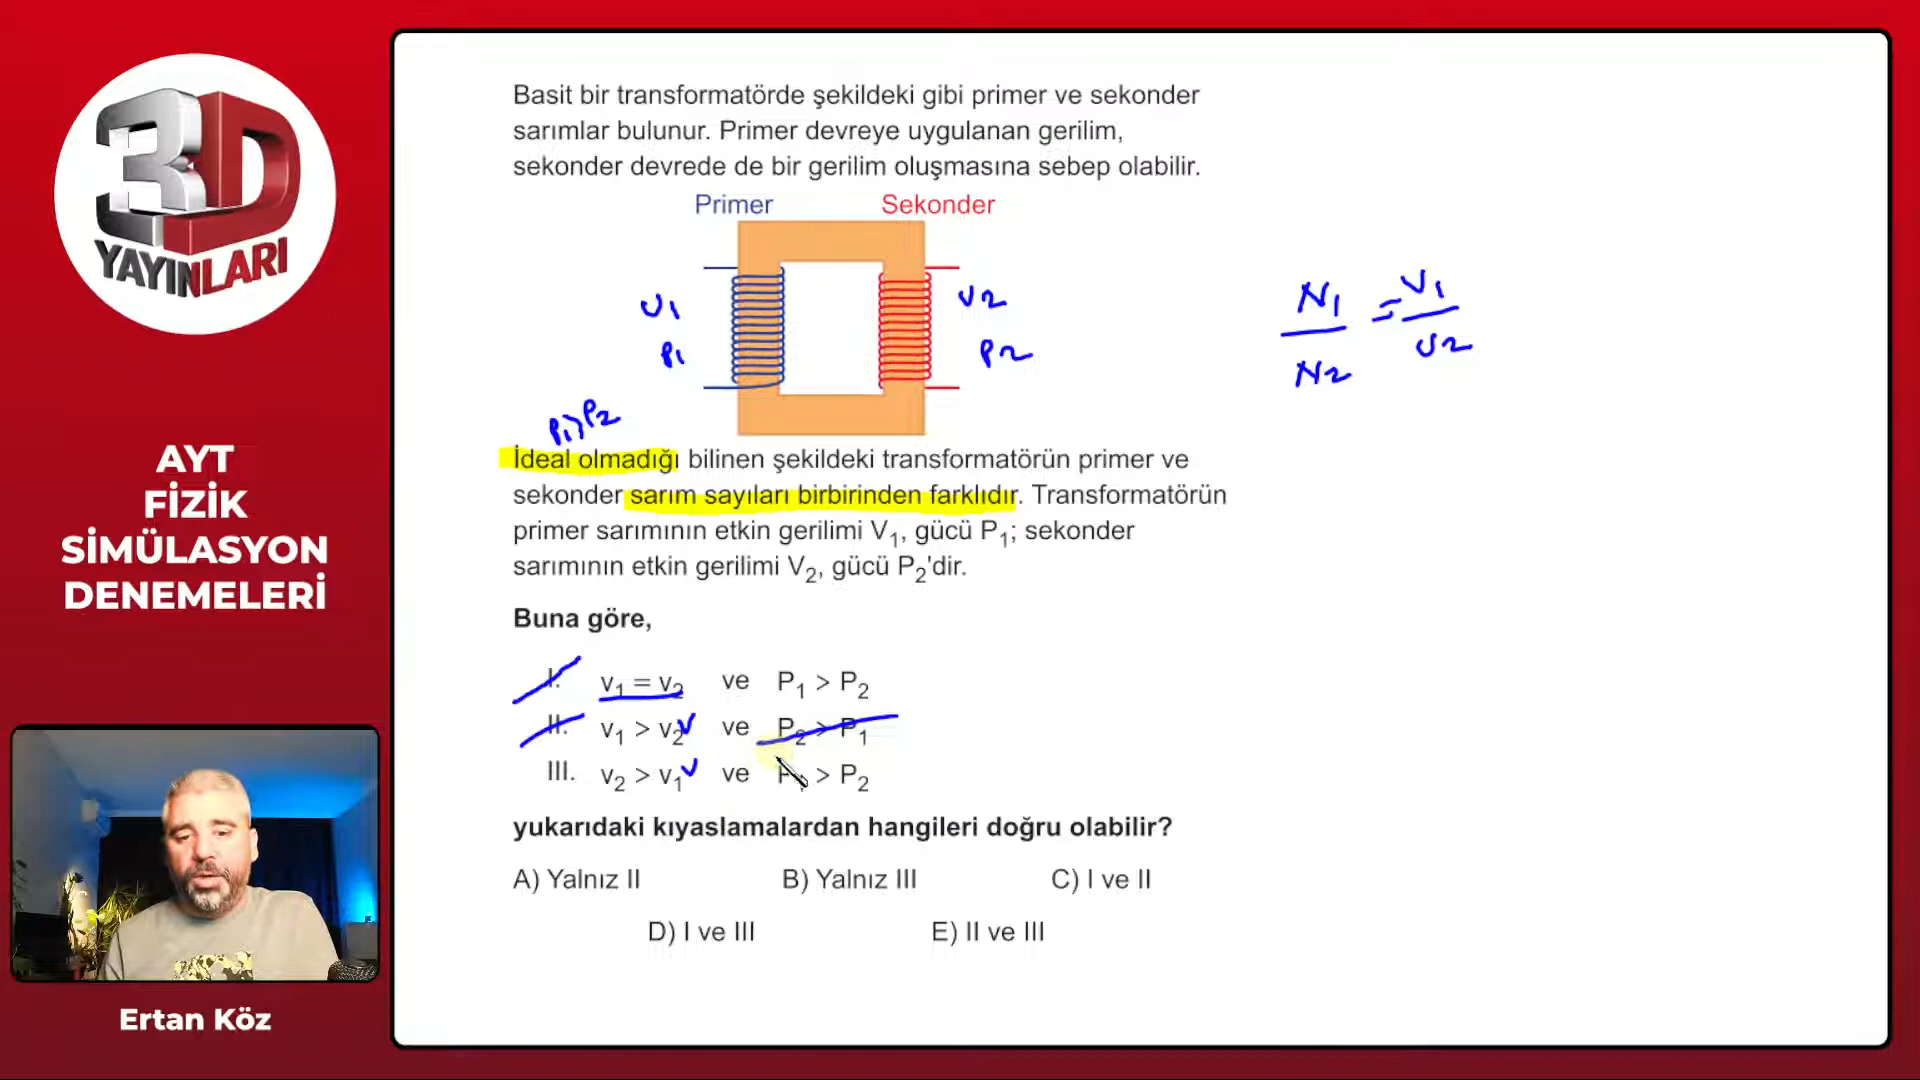 3D
YAYINLARI
AYT
FİZİK
SİMÜLASYON
DENEMELERİ
Ertan Köz
Basit bir transformatörde şekildeki gibi primer ve sekonder
sarımlar bulunur. Primer devreye uygulanan gerilim,
sekonder devrede de bir gerilim oluşmasına sebep olabilir.
Primer Sekonder
V1 V2
P1 P2
N1/N2 = V1/V2
P1>P2
İdeal olmadığı bilinen şekildeki transformatörün primer ve
sekonder sarım sayıları birbirinden farklıdır. Transformatörün
primer sarımının etkin gerilimi V₁, gücü P₁; sekonder
sarımının etkin gerilimi V₂, gücü P₂'dir.
Buna göre,
I. v₁ = v₂ ve P₁ > P₂
II. v₁ > v₂ ve P₂ > P₁
III. v₂ > v₁ ve P₁ > P₂
yukarıdaki kıyaslamalardan hangileri doğru olabilir?
A) Yalnız II B) Yalnız III C) I ve II
D) I ve III E) II ve III